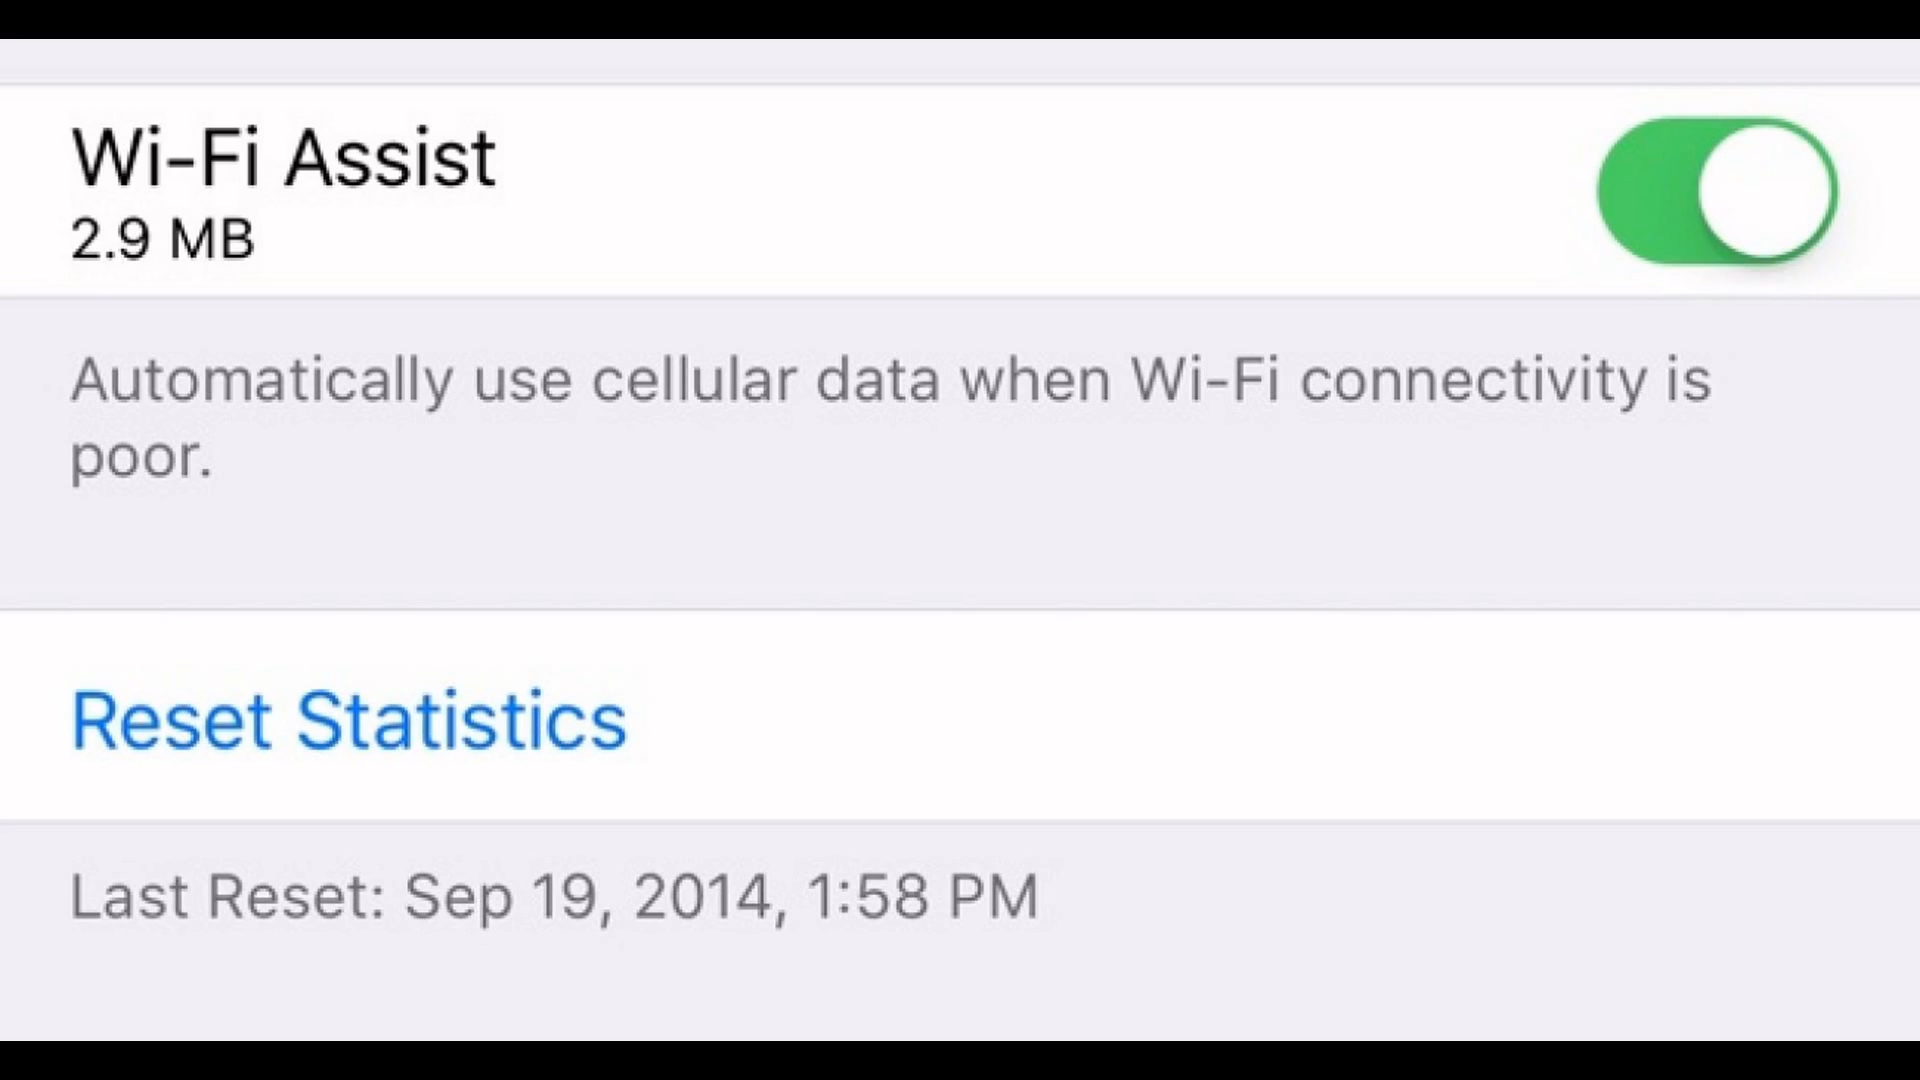 Wi-Fi Assist
2.9 MB
Automatically use cellular data when Wi-Fi connectivity is
poor.
Reset Statistics
Last Reset: Sep 19, 2014, 1:58 PM